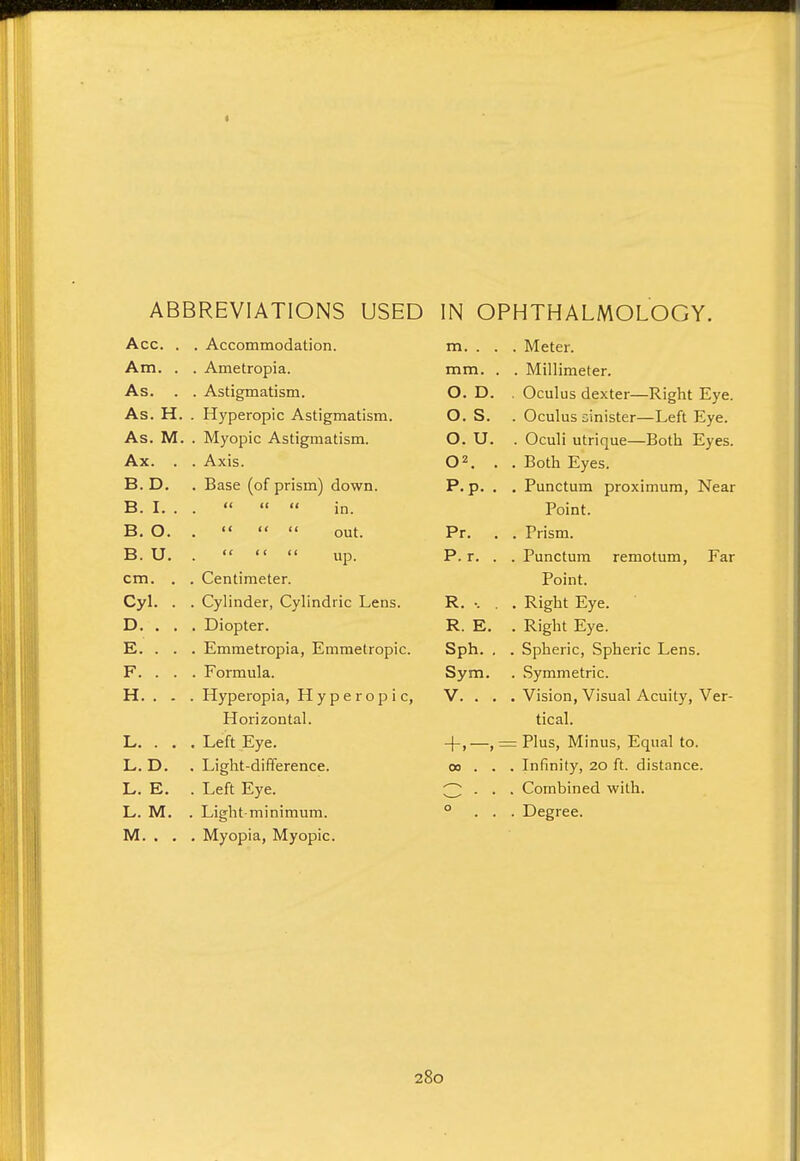 ABBREVIATIONS USED IN OPHTHALMOLOGY.
Acc. . . Accommodation.
Am. . . Ametropia.
As. . . Astigmatism.
As. H. . Hyperopic Astigmatism.
As. M. . Myopic Astigmatism.
Ax. . . Axis.
B. D. . Base (of prism) down.
B. I. . . " " " in.
B. O. . " " " out.
B. U. . " " " up.
cm. . . Centimeter.
Cyl. . . Cylinder, Cylindric Lens.
D. . . . Diopter.
E. . . . Emmetropia, Emmetropic.
F. . . . Formula.
H. . . . Hyperopia, Hyperopic,
Horizontal.
L. . . . Left Eye.
L. D. . Light-difference.
L. E. . Left Eye.
L. M. . Light-minimum.
M. . . . Myopia, Myopic.
m. . . . Meter.
mm. . . Millimeter.
O. D. . Oculus dexter—Right Eye.
O. S. . Oculus sinister—Left Eye.
O. U. . Oculi utrique—Both Eyes.
O². . . Both Eyes.
P. p. . . Punctum proximum, Near
Point.
Pr. . . Prism.
P. r. . . Punctum remotum, Far
Point.
R. . . . Right Eye.
R. E. . Right Eye.
Sph. . . Spheric, Spheric Lens.
Sym. . Symmetric.
V. . . . Vision, Visual Acuity, Ver-
tical.
+, —, = Plus, Minus, Equal to.
∞ . . . Infinity, 20 ft. distance.
⁐ . . . Combined with.
° . . . Degree.
280